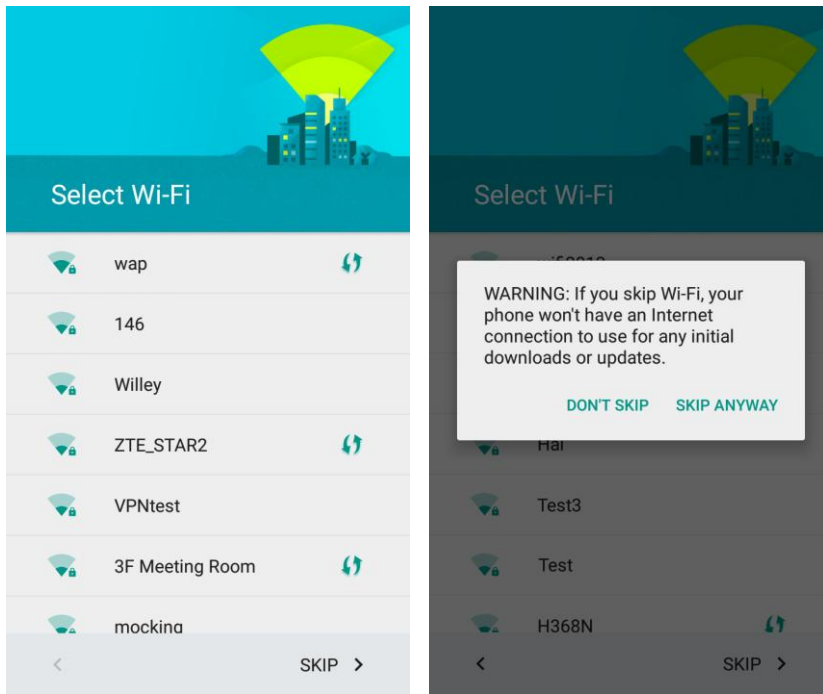 Select Wi-Fi
wap
146
Willey
ZTE_STAR2
VPNtest
3F Meeting Room
mocking
SKIP
Select Wi-Fi
WARNING: If you skip Wi-Fi, your
phone won't have an Internet
connection to use for any initial
downloads or updates.
DON'T SKIP SKIP ANYWAY
Hal
Test3
Test
H368N
SKIP